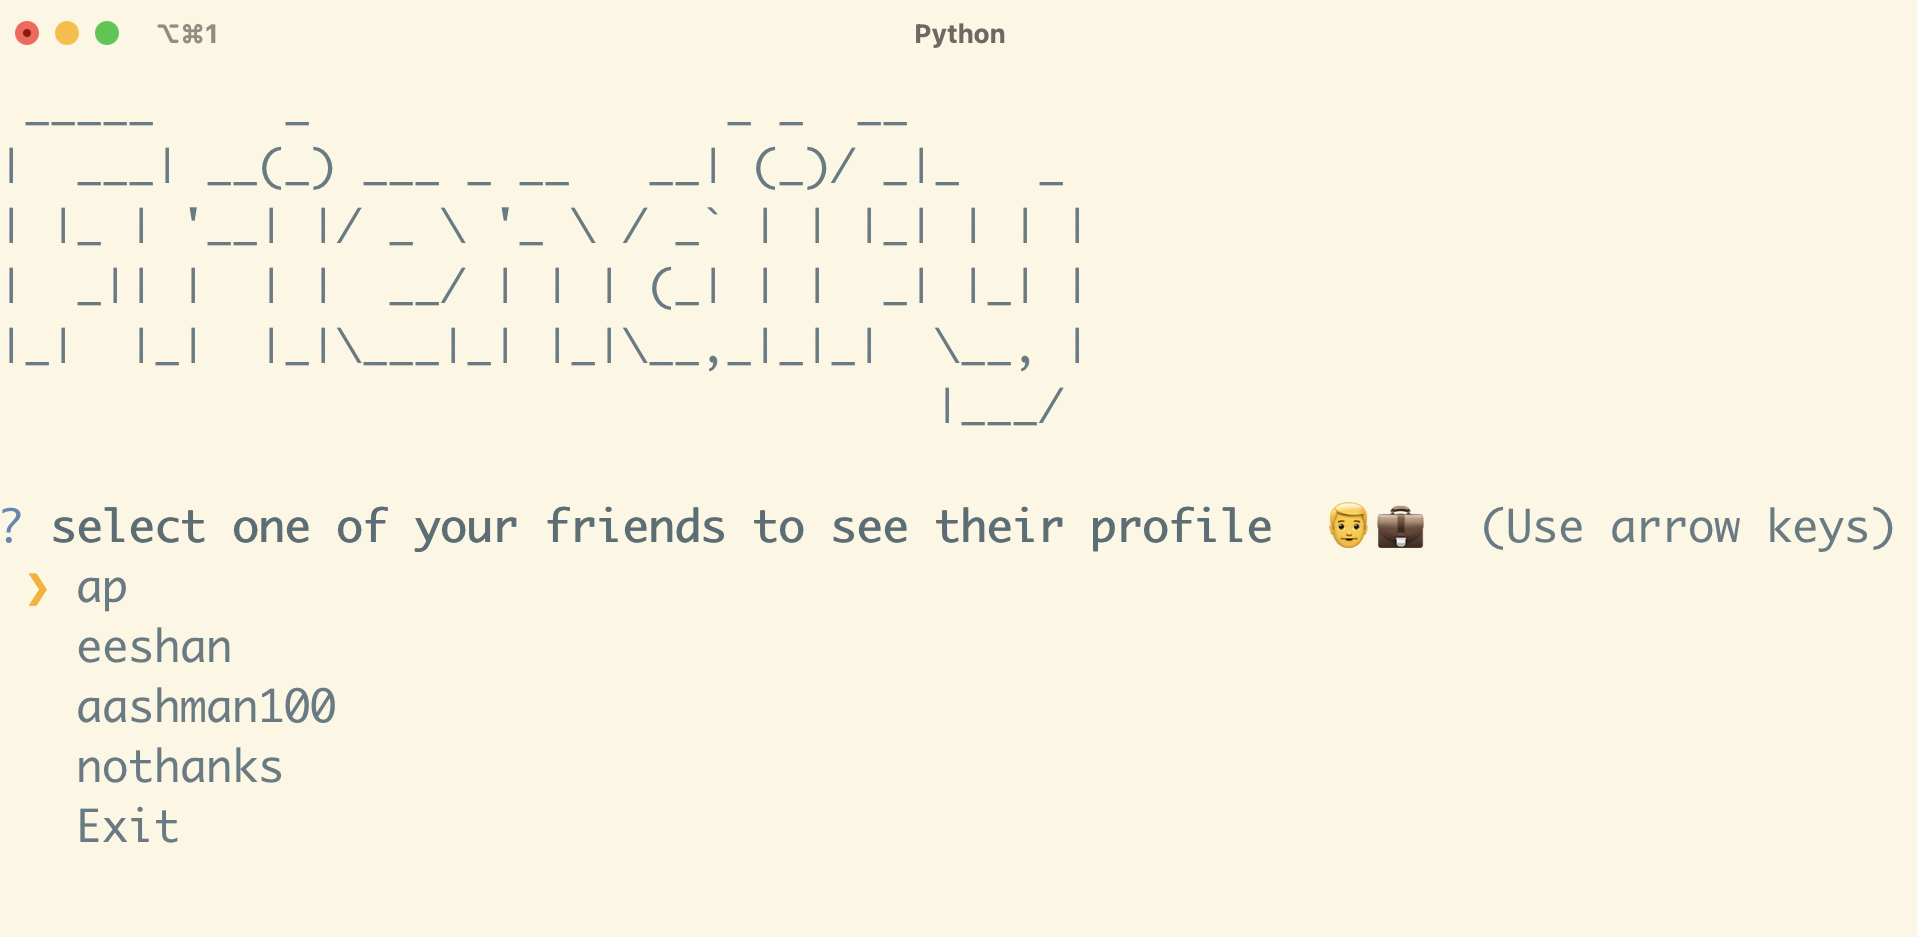 ⌥⌘1 Python
 _____     _                _ _  __
|  ___| __(_) ___ _ __   __| (_)/ _|_   _
| |_ | '__| |/ _ \ '_ \ / _` | | |_| | | |
|  _|| |  | |  __/ | | | (_| | |  _| |_| |
|_|  |_|  |_|\___|_| |_|\__,_|_|_|  \__, |
                                    |___/
? select one of your friends to see their profile 👨💼 (Use arrow keys)
 ❯ ap
   eeshan
   aashman100
   nothanks
   Exit